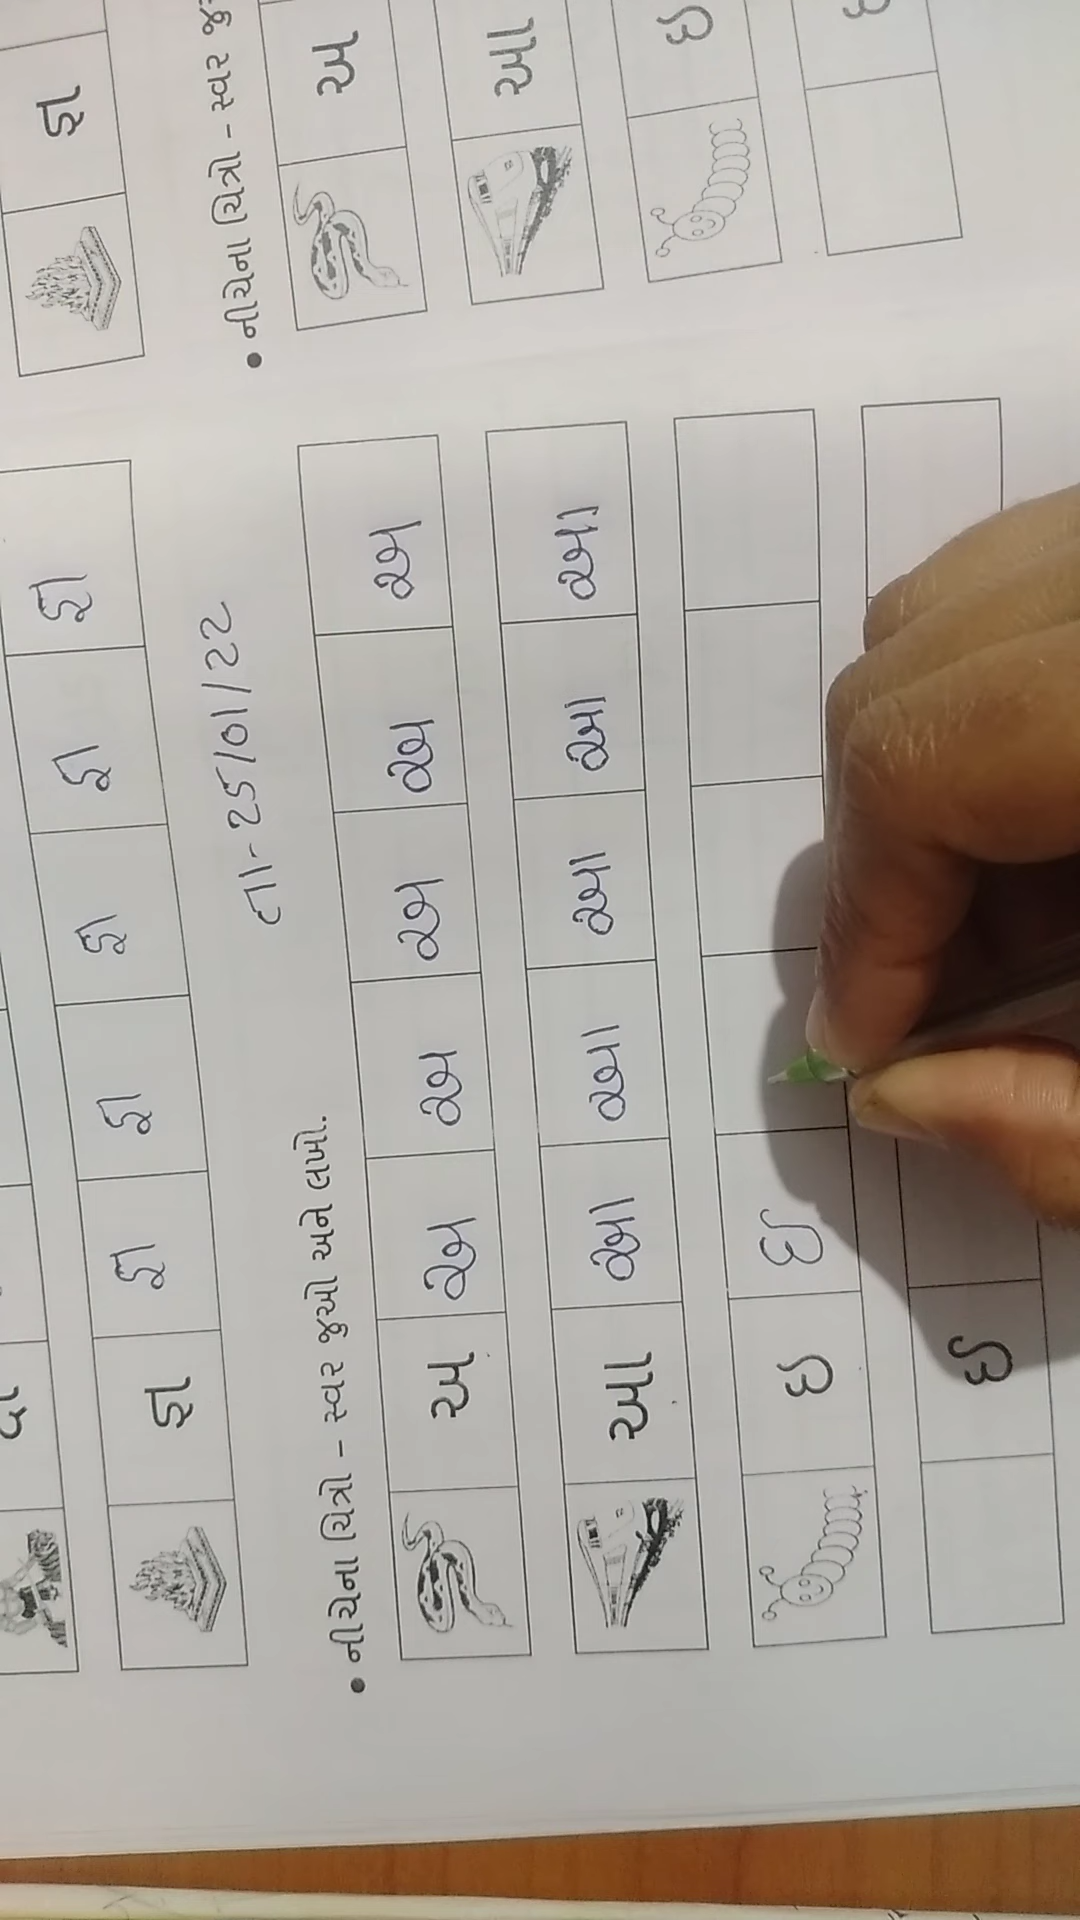 જ્ઞ જ્ઞ જ્ઞ જ્ઞ જ્ઞ જ્ઞ
તા-25/01/22
• નીચેના ચિત્રો - સ્વર જુઓ અને લખો.
અ અ અ અ અ અ
આ આ આ આ આ આ
ઇ ઇ
ઈ
જ્ઞ
• નીચેના ચિત્રો - સ્વર
અ
આ
ઇ